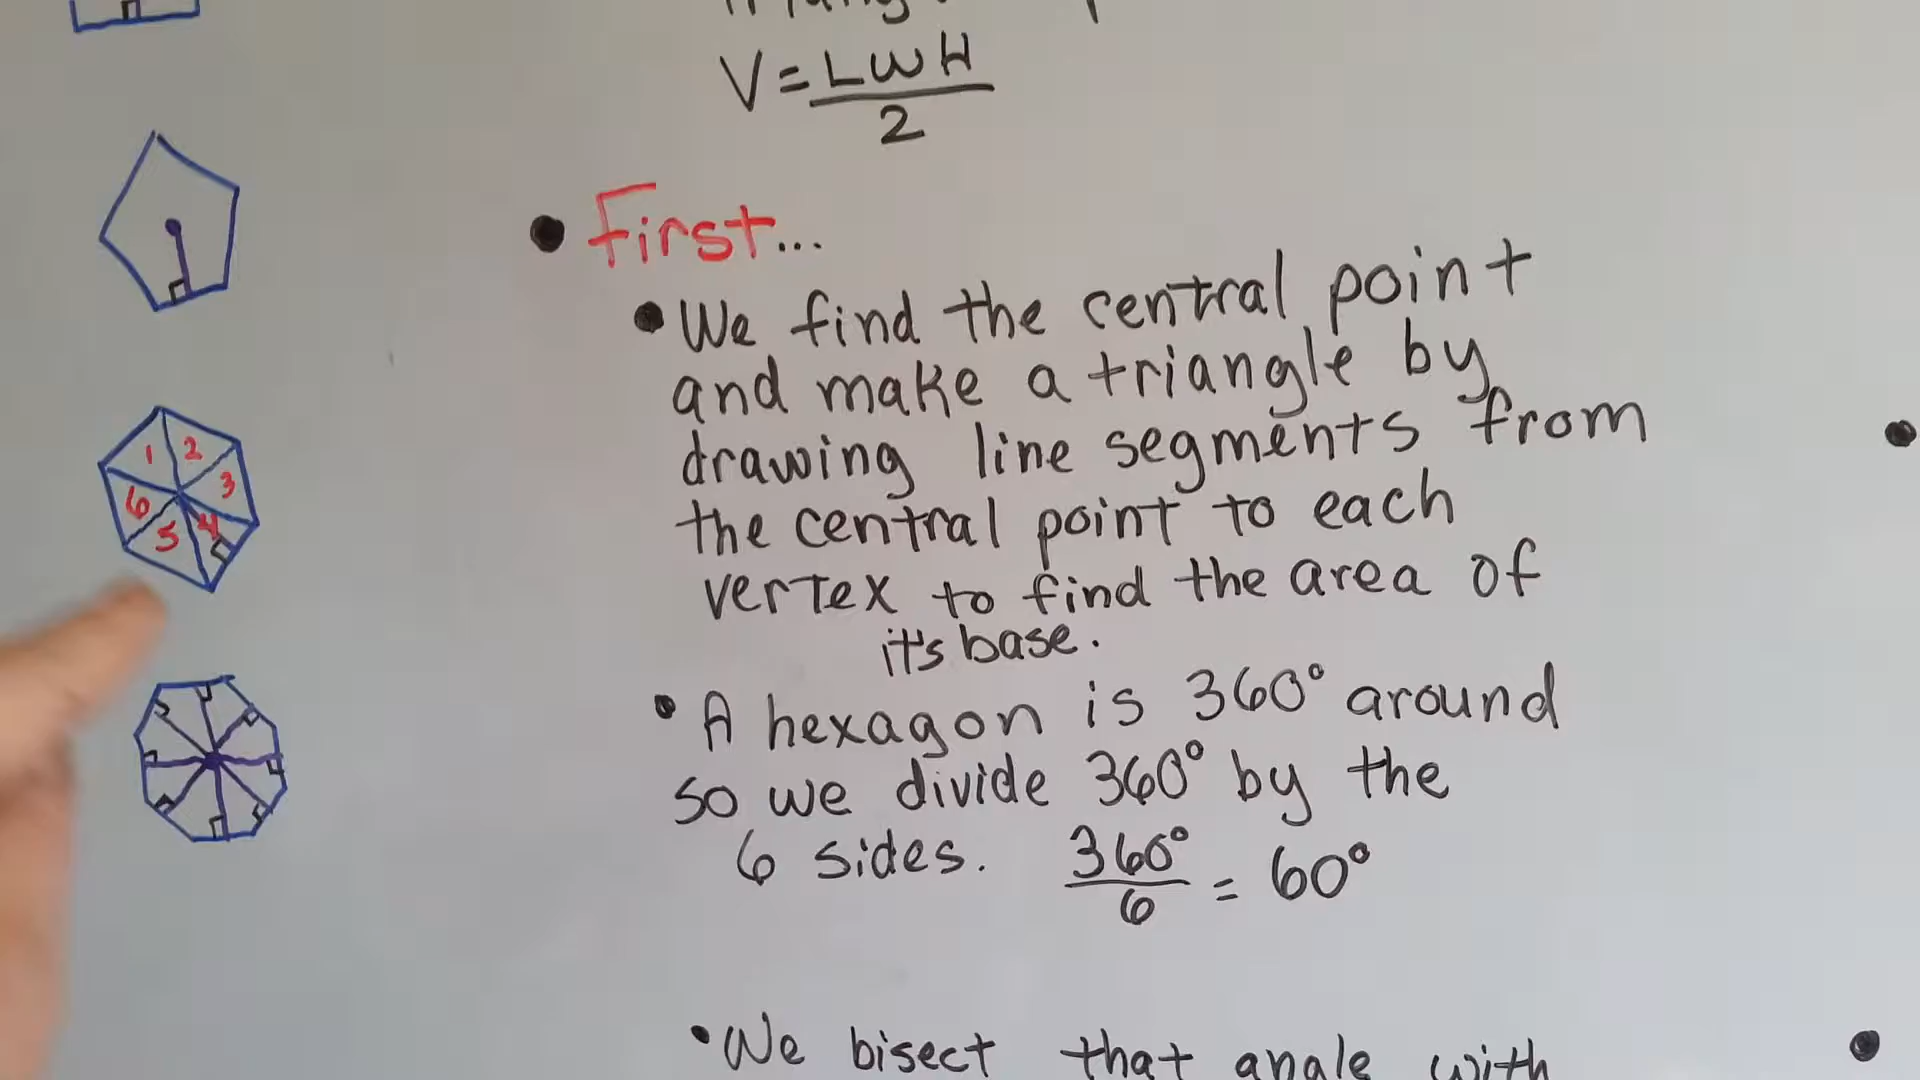 V = LWH
2
• First...
• We find the central point
and make a triangle by
drawing line segments from
the central point to each
vertex to find the area of
it's base.
• A hexagon is 360° around
so we divide 360° by the
6 sides. 360°/6 = 60°
• We bisect that angle with
1 2
6 3
5 4